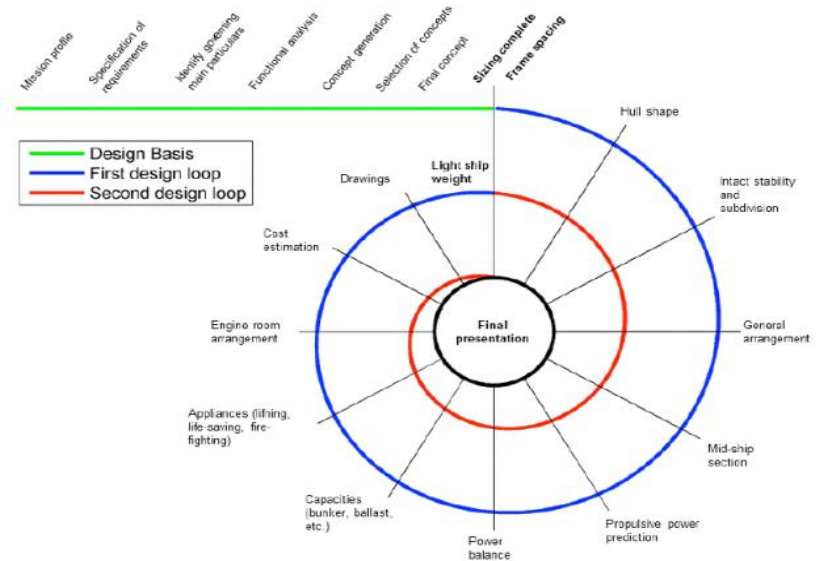 Mission profile
Specification of
requirements
Identify governing
main particulars
Functional analysis
Concept generation
Selection of concepts
Final concept
Sizing complete
Frame spacing
Design Basis
First design loop
Second design loop
Hull shape
Intact stability
and
subdivision
General
arrangement
Mid-ship
section
Propulsive power
prediction
Power
balance
Capacities
(bunker, ballast,
etc.)
Appliances (lifning,
life-saving, fire-
fighting)
Engine room
arrangement
Cost
estimation
Drawings
Light ship
weight
Final
presentation